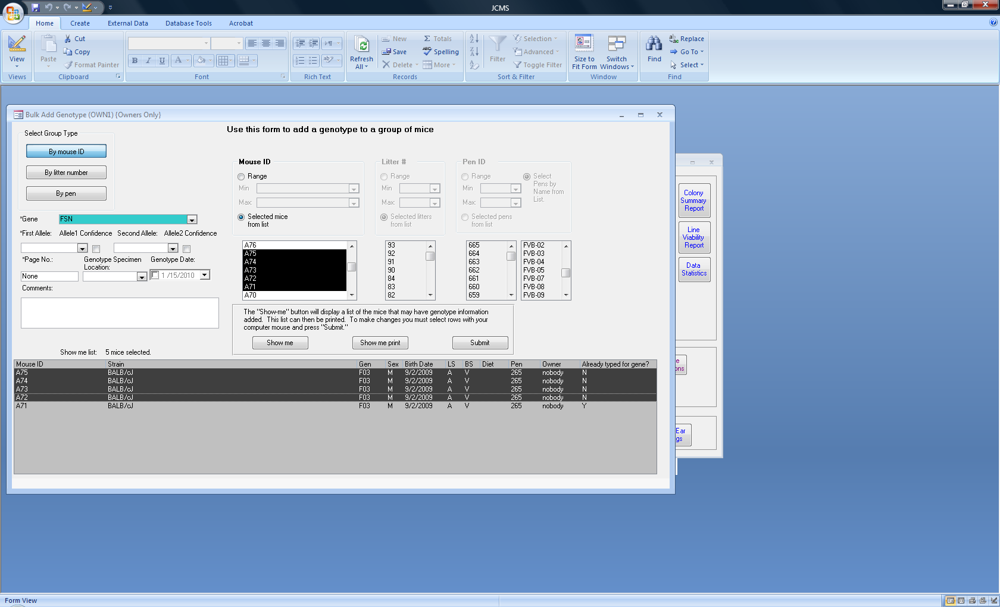 JCMS
Home Create External Data Database Tools Acrobat
View
Views
Paste
Cut
Copy
Format Painter
Clipboard
B I U A
Font
Rich Text
Refresh All
New
Save
Delete
Totals
Spelling
More
Records
Filter
Selection
Advanced
Toggle Filter
Sort & Filter
Size to Fit Form
Switch Windows
Window
Find
Replace
Go To
Select
Find
Bulk Add Genotype (OWN1) {Owners Only}
Use this form to add a genotype to a group of mice
Select Group Type
By mouse ID
By litter number
By pen
*Gene FSN
*First Allele: Allele1 Confidence Second Allele: Allele2 Confidence
*Page No.: Genotype Specimen Location: Genotype Date:
None 1 /15/2010
Comments:
Mouse ID
Range
Min
Max:
Selected mice
from list
A76
A75
A74
A73
A72
A71
A70
Litter #
Range
Min
Max:
Selected litters
from list
93
92
91
90
84
83
82
Pen ID
Range
Min
Max:
Selected pens
from list
Select
Pens by
Name from
List.
665
664
663
662
661
660
659
FVB-02
FVB-03
FVB-04
FVB-05
FVB-07
FVB-08
FVB-09
The "Show-me" button will display a list of the mice that may have genotype information
added. This list can then be printed. To make changes you must select rows with your
computer mouse and press "Submit."
Show me Show me print Submit
Show me list: 5 mice selected.
Mouse ID Strain Gen Sex Birth Date LS BS Diet Pen Owner Already typed for gene?
A75 BALB/cJ F03 M 9/2/2009 A V 265 nobody N
A74 BALB/cJ F03 M 9/2/2009 A V 265 nobody N
A73 BALB/cJ F03 M 9/2/2009 A V 265 nobody N
A72 BALB/cJ F03 M 9/2/2009 A V 265 nobody N
A71 BALB/cJ F03 M 9/2/2009 A V 265 nobody Y
Colony
Summary
Report
Line
Viability
Report
Data
Statistics
e
ons
Ear
gs
Form View